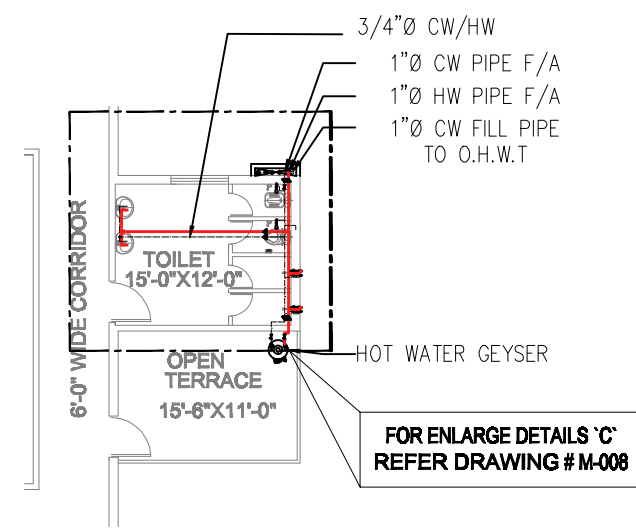 3/4"Ø CW/HW
1"Ø CW PIPE F/A
1"Ø HW PIPE F/A
1"Ø CW FILL PIPE
TO O.H.W.T
6'-0" WIDE CORRIDOR
TOILET
15'-0"X12'-0"
HOT WATER GEYSER
OPEN
TERRACE
15'-6"X11'-0"
FOR ENLARGE DETAILS `C`
REFER DRAWING # M-008